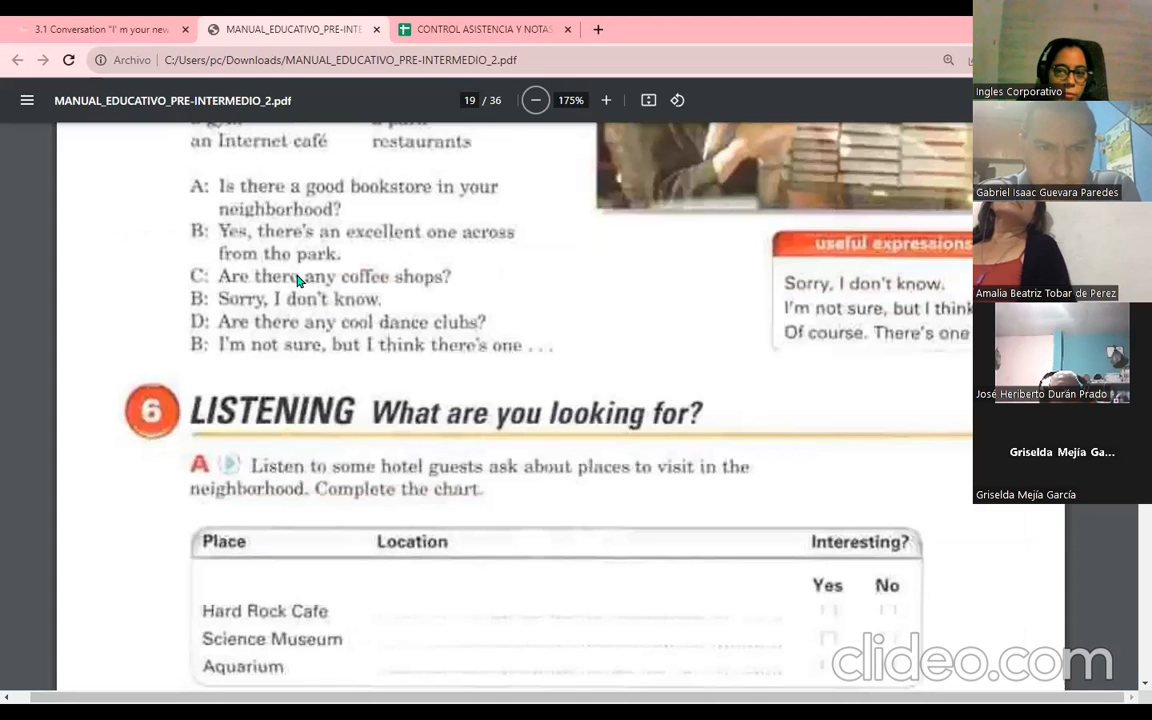 3.1 Conversation "I' m your new
MANUAL_EDUCATIVO_PRE-INTE
CONTROL ASISTENCIA Y NOTAS
Archivo
C:/Users/pc/Downloads/MANUAL_EDUCATIVO_PRE-INTERMEDIO_2.pdf
MANUAL_EDUCATIVO_PRE-INTERMEDIO_2.pdf
19 / 36
175%
an Internet café
restaurants
A: Is there a good bookstore in your
neighborhood?
B: Yes, there's an excellent one across
from the park.
C: Are there any coffee shops?
B: Sorry, I don't know.
D: Are there any cool dance clubs?
B: I'm not sure, but I think there's one . . .
useful expressions
Sorry, I don't know.
I'm not sure, but I think
Of course. There's one
6 LISTENING What are you looking for?
A Listen to some hotel guests ask about places to visit in the
neighborhood. Complete the chart.
Place Location Interesting?
Yes No
Hard Rock Cafe
Science Museum
Aquarium
Ingles Corporativo
Gabriel Isaac Guevara Paredes
Amalia Beatriz Tobar de Perez
José Heriberto Durán Prado
Griselda Mejía Ga...
Griselda Mejía García
clideo.com